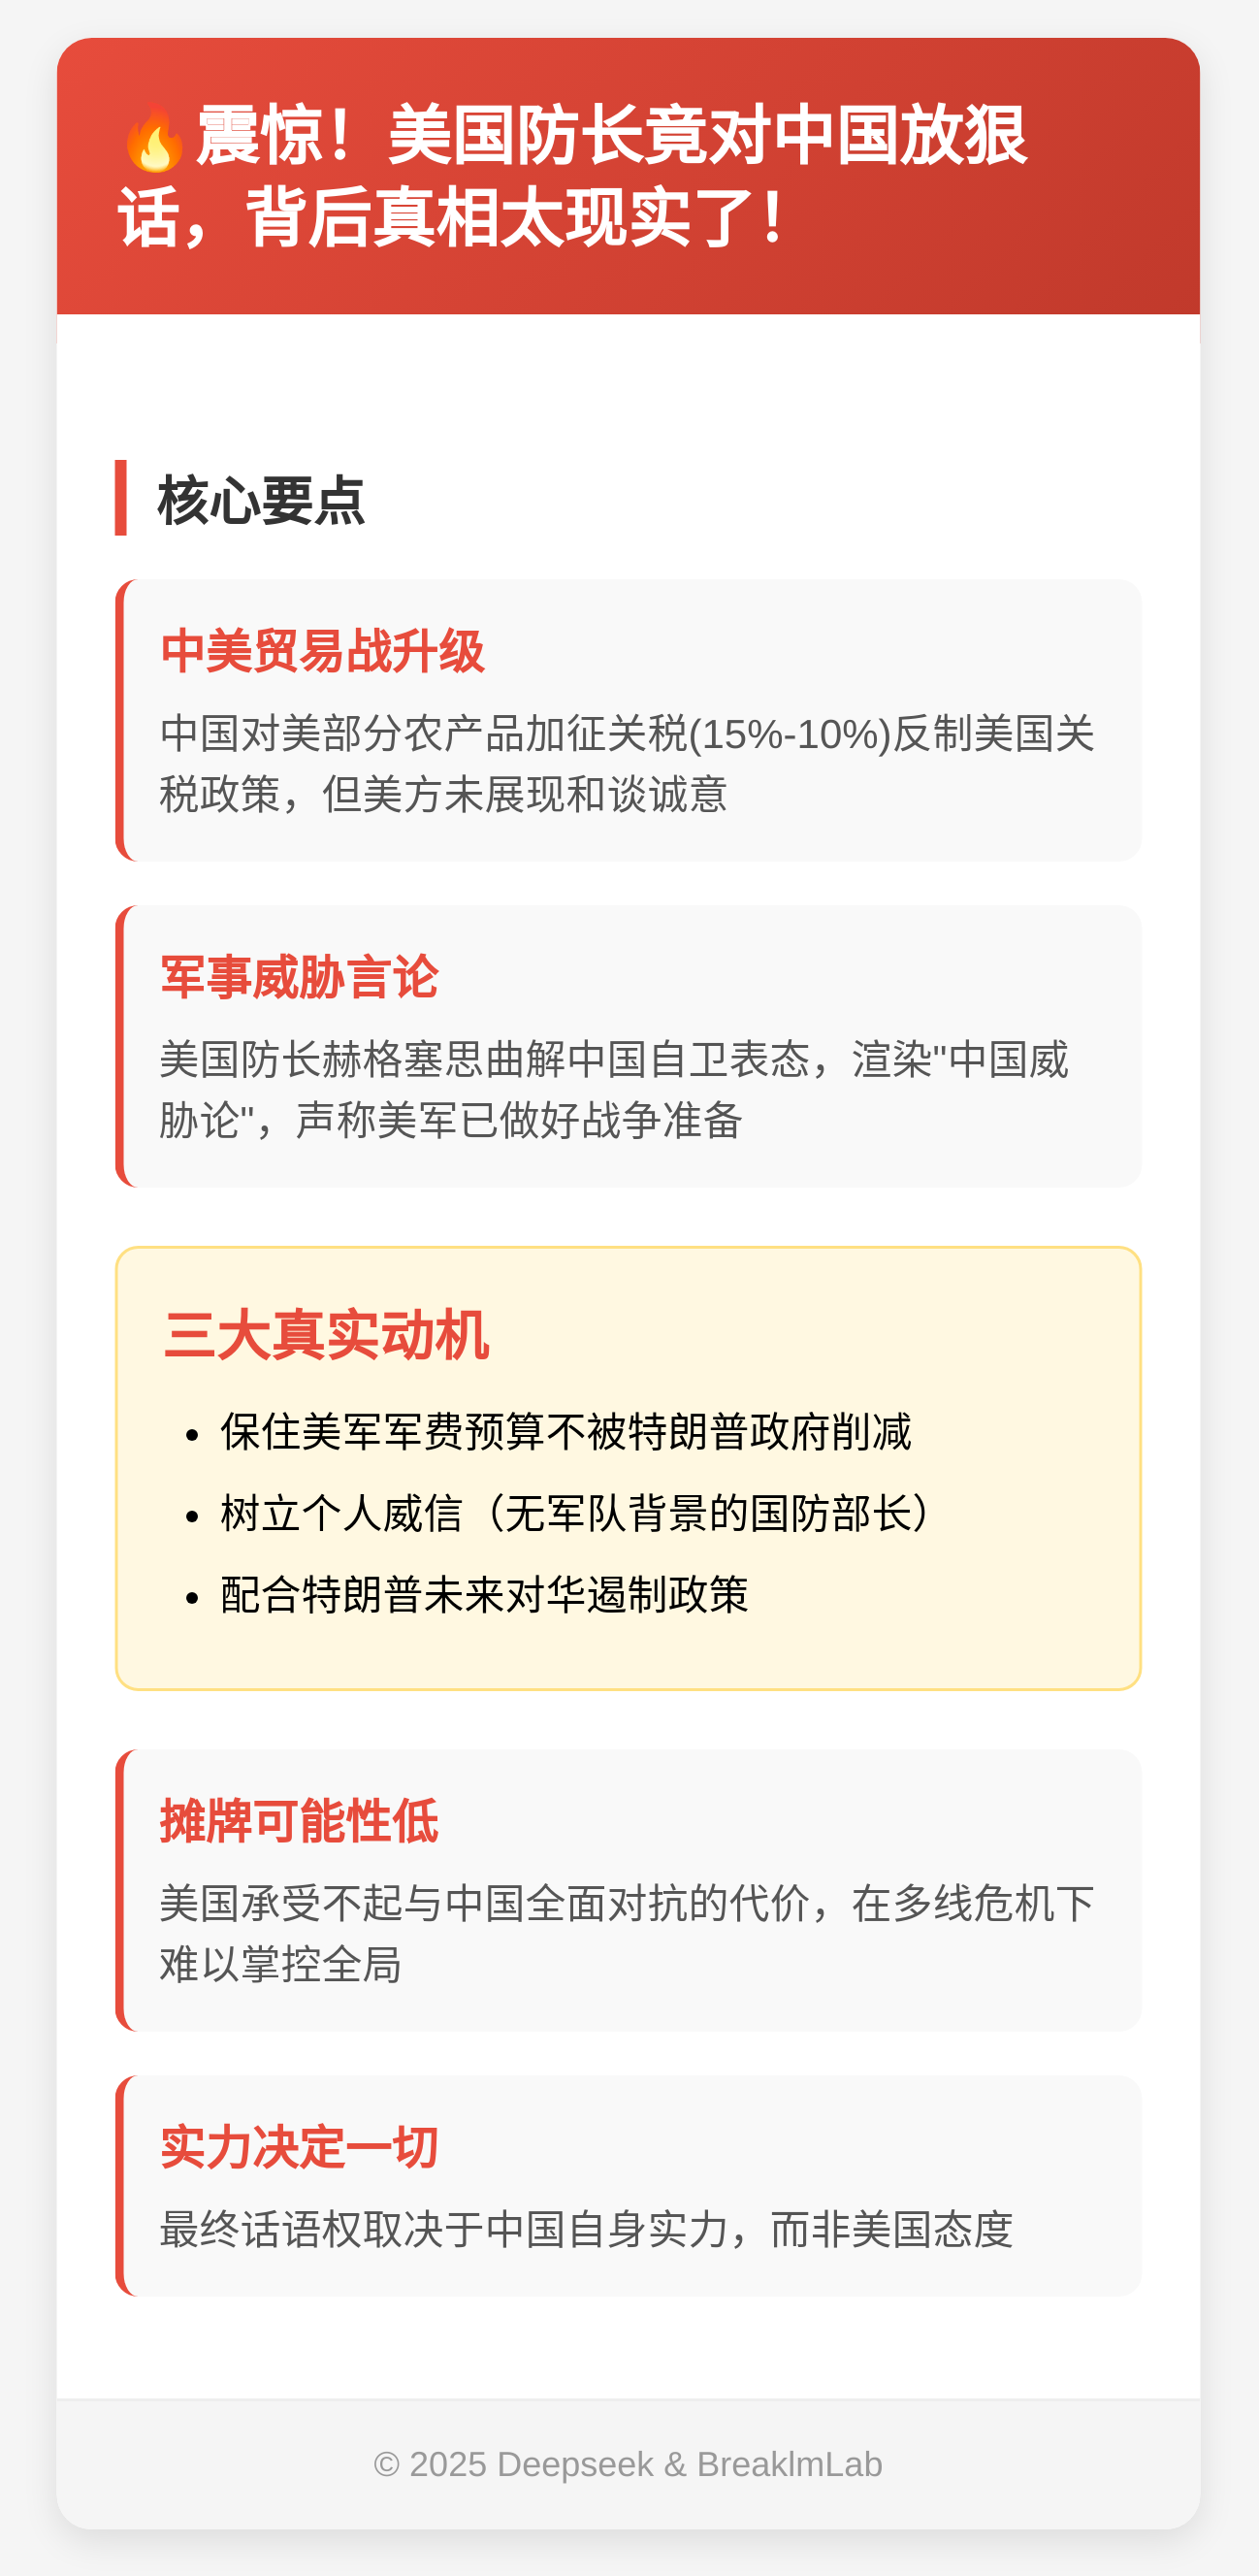 🔥震惊！美国防长竟对中国放狠
话，背后真相太现实了！
核心要点
中美贸易战升级
中国对美部分农产品加征关税(15%-10%)反制美国关
税政策，但美方未展现和谈诚意
军事威胁言论
美国防长赫格塞思曲解中国自卫表态，渲染"中国威
胁论"，声称美军已做好战争准备
三大真实动机
• 保住美军军费预算不被特朗普政府削减
• 树立个人威信（无军队背景的国防部长）
• 配合特朗普未来对华遏制政策
摊牌可能性低
美国承受不起与中国全面对抗的代价，在多线危机下
难以掌控全局
实力决定一切
最终话语权取决于中国自身实力，而非美国态度
© 2025 Deepseek & BreaklmLab